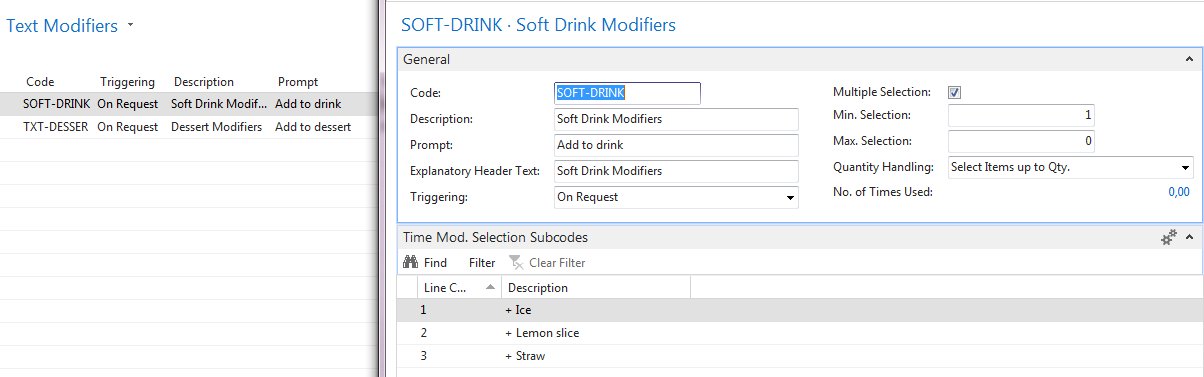 Text Modifiers
Code Triggering Description Prompt
SOFT-DRINK On Request Soft Drink Modif... Add to drink
TXT-DESSER On Request Dessert Modifiers Add to dessert
SOFT-DRINK · Soft Drink Modifiers
General
Code: SOFT-DRINK
Description: Soft Drink Modifiers
Prompt: Add to drink
Explanatory Header Text: Soft Drink Modifiers
Triggering: On Request
Multiple Selection:
Min. Selection: 1
Max. Selection: 0
Quantity Handling: Select Items up to Qty.
No. of Times Used: 0,00
Time Mod. Selection Subcodes
Find Filter Clear Filter
Line C... Description
1 + Ice
2 + Lemon slice
3 + Straw